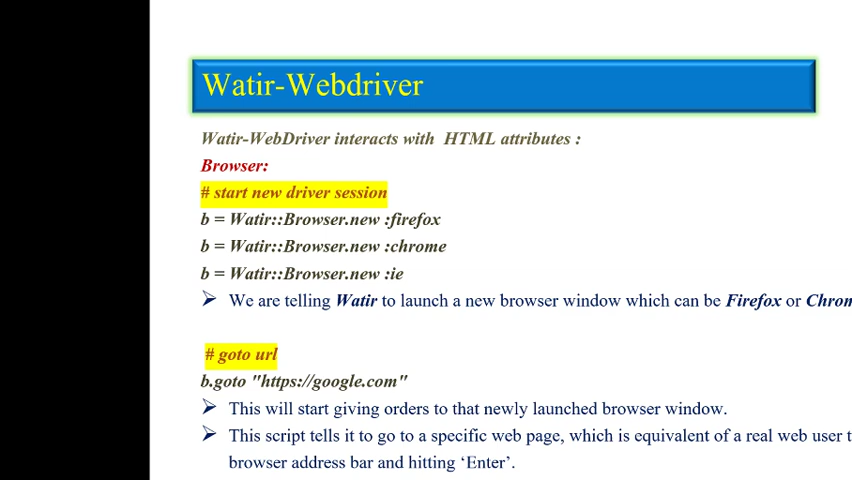 Watir-Webdriver
Watir-WebDriver interacts with HTML attributes :
Browser:
# start new driver session
b = Watir::Browser.new :firefox
b = Watir::Browser.new :chrome
b = Watir::Browser.new :ie
➢ We are telling Watir to launch a new browser window which can be Firefox or Chrom
# goto url
b.goto "https://google.com"
➢ This will start giving orders to that newly launched browser window.
➢ This script tells it to go to a specific web page, which is equivalent of a real web user t
browser address bar and hitting ‘Enter’.